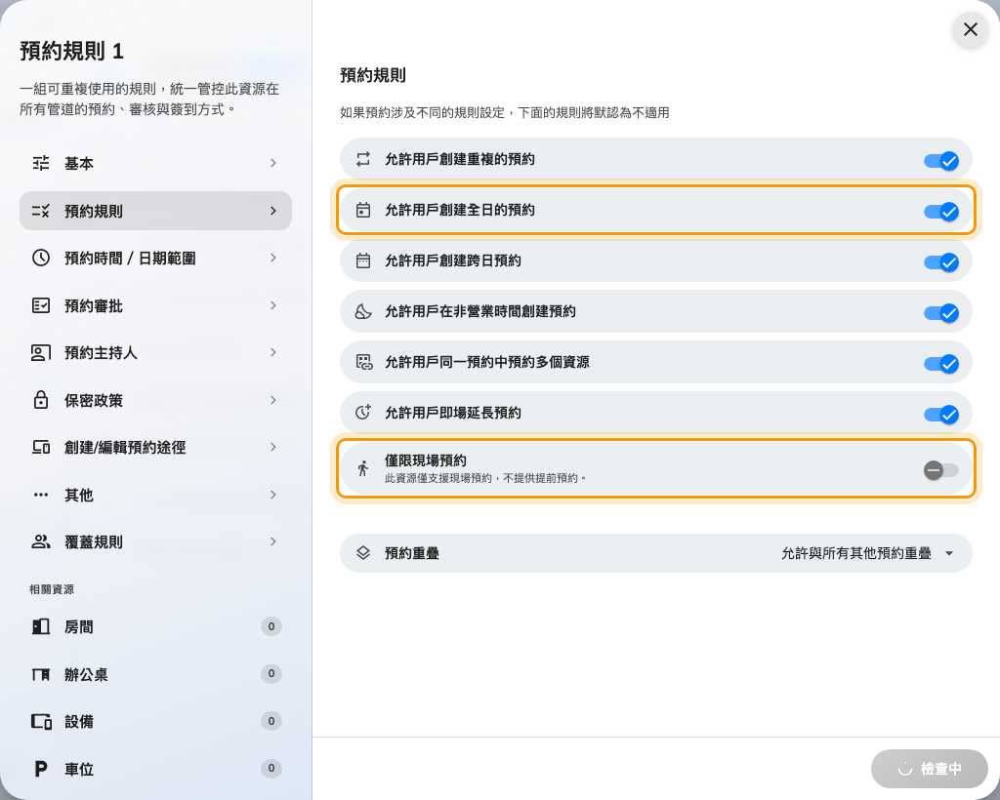 預約規則 1
一組可重複使用的規則，統一管控此資源在
所有管道的預約、審核與簽到方式。
基本
預約規則
預約時間 / 日期範圍
預約審批
預約主持人
保密政策
創建/編輯預約途徑
其他
覆蓋規則
相關資源
房間 0
辦公桌 0
設備 0
車位 0
預約規則
如果預約涉及不同的規則設定，下面的規則將默認為不適用
允許用戶創建重複的預約
允許用戶創建全日的預約
允許用戶創建跨日預約
允許用戶在非營業時間創建預約
允許用戶同一預約中預約多個資源
允許用戶即場延長預約
僅限現場預約
此資源僅支援現場預約，不提供提前預約。
預約重疊 允許與所有其他預約重疊
檢查中